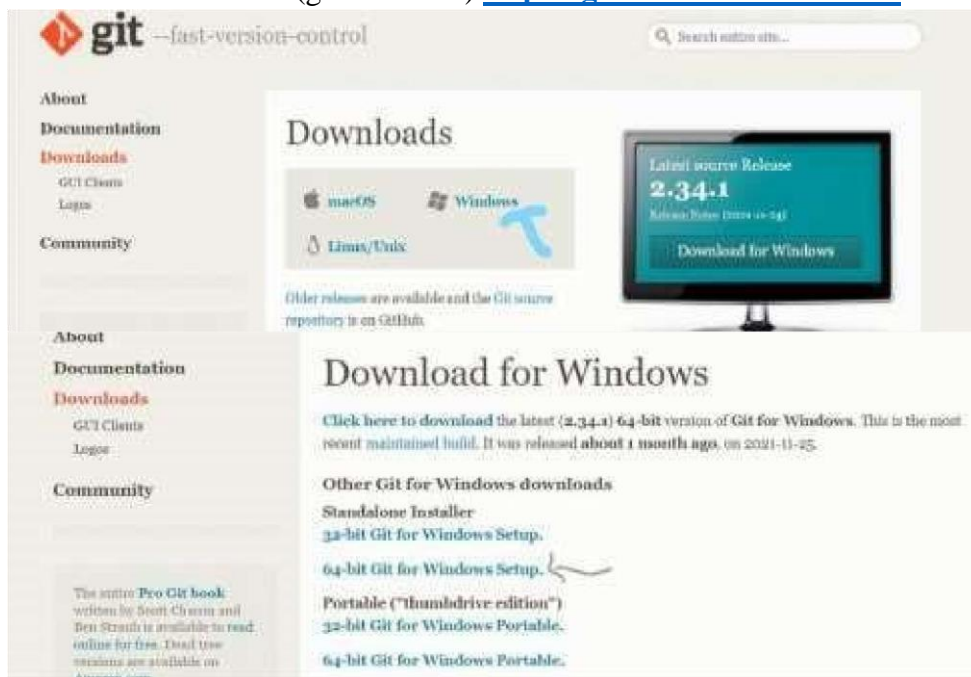 git --fast-version-control
Search entire site...
About
Documentation
Downloads
GUI Clients
Logos
Community
Downloads
macOS
Windows
Linux/Unix
Older releases are available and the Git source
repository is on GitHub.
Latest source Release
2.34.1
Release Notes (2021-11-24)
Download for Windows
About
Documentation
Downloads
GUI Clients
Logos
Community
The entire Pro Git book
written by Scott Chacon and
Ben Straub is available to read
online for free. Dead tree
versions are available on
Download for Windows
Click here to download the latest (2.34.1) 64-bit version of Git for Windows. This is the most
recent maintained build. It was released about 1 month ago, on 2021-11-25.
Other Git for Windows downloads
Standalone Installer
32-bit Git for Windows Setup.
64-bit Git for Windows Setup.
Portable ("thumbdrive edition")
32-bit Git for Windows Portable.
64-bit Git for Windows Portable.